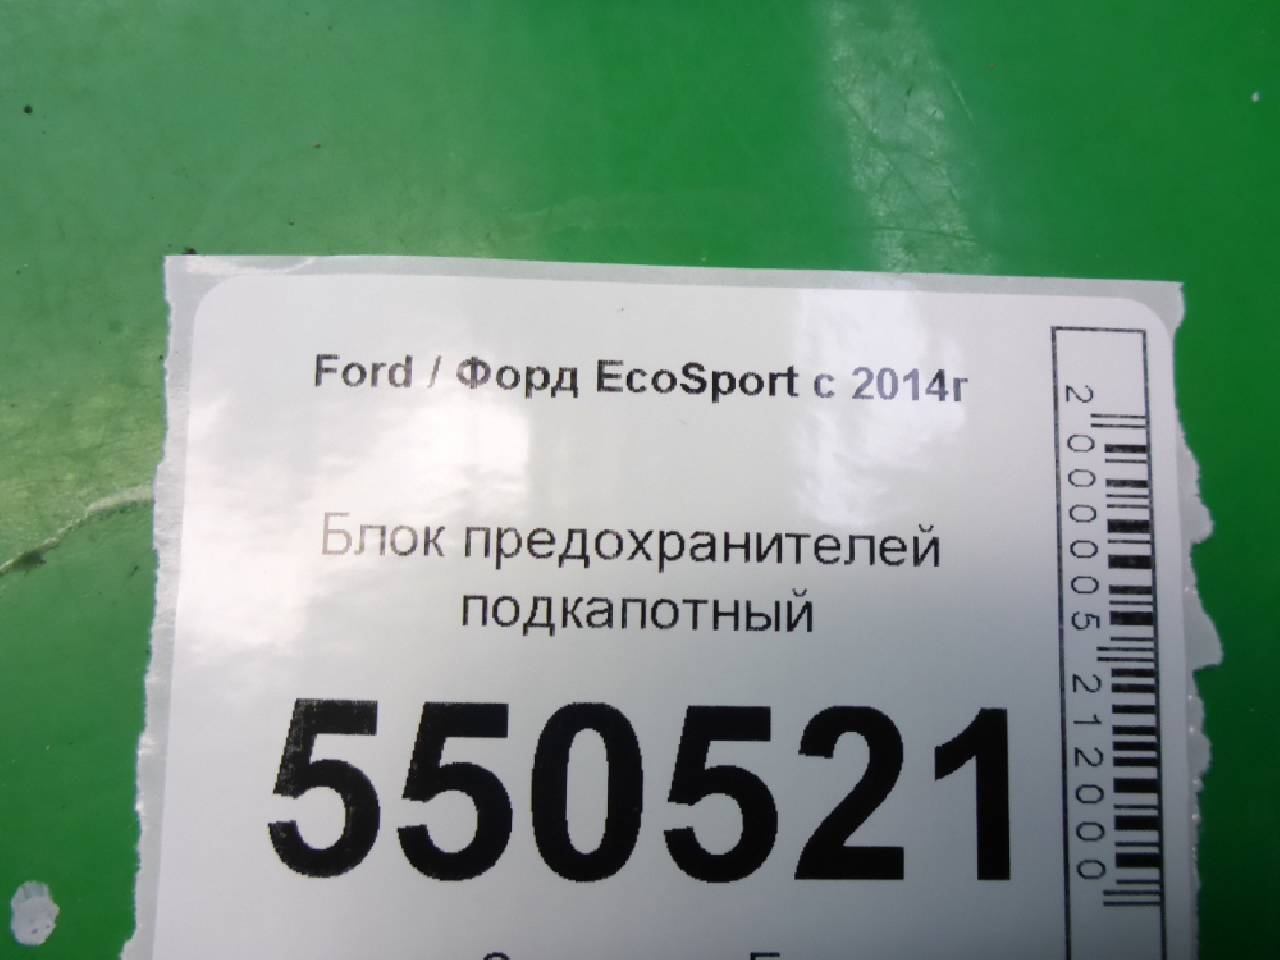 Ford / Форд EcoSport с 2014г
Блок предохранителей
подкапотный
550521
2000005212000